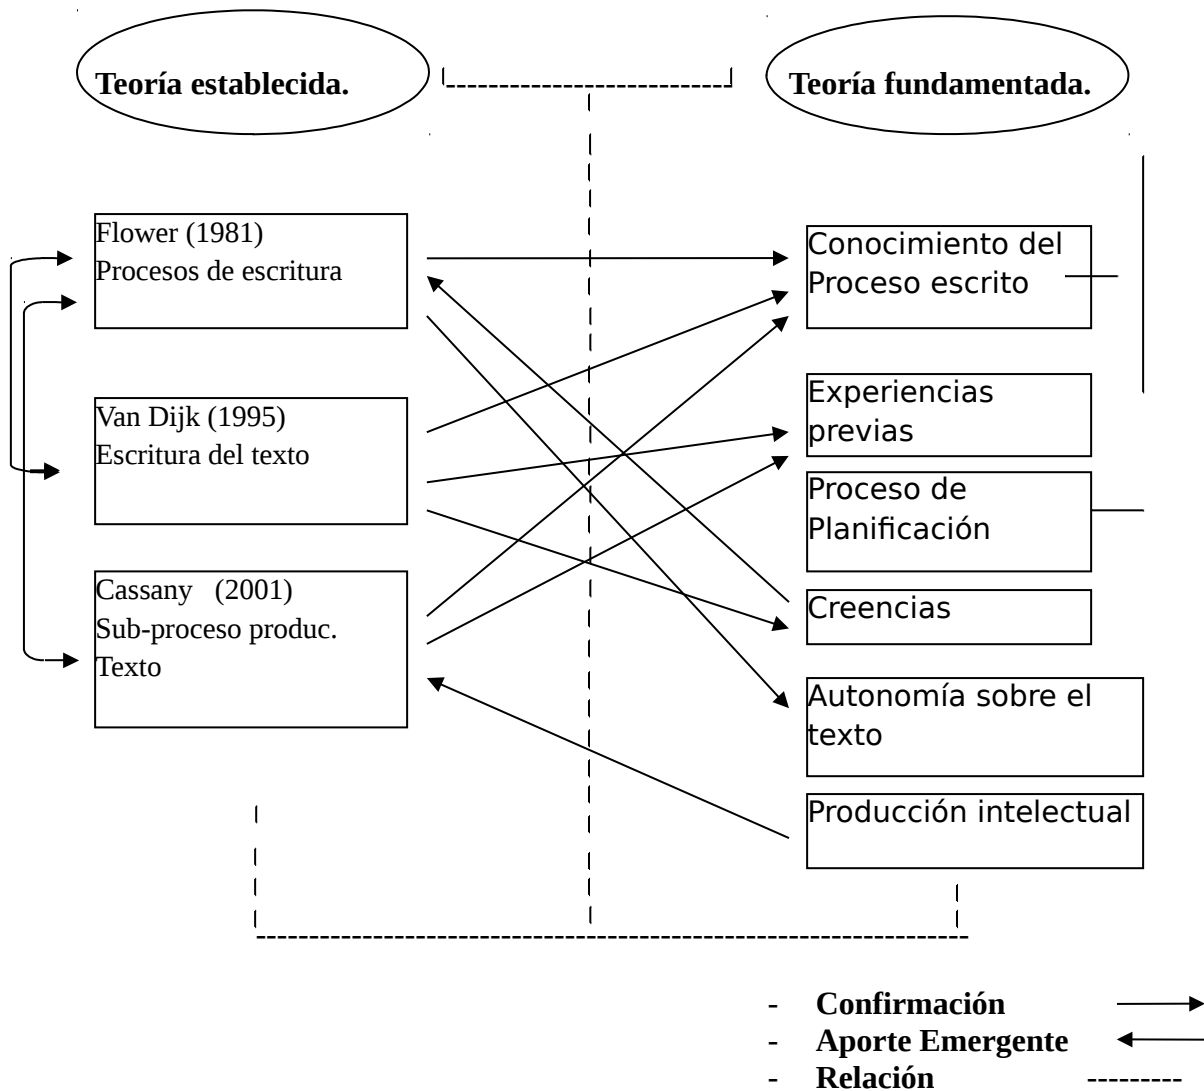 Teoría establecida.
Teoría fundamentada.
Flower (1981)
Procesos de escritura
Van Dijk (1995)
Escritura del texto
Cassany (2001)
Sub-proceso produc.
Texto
Conocimiento del
Proceso escrito
Experiencias
previas
Proceso de
Planificación
Creencias
Autonomía sobre el
texto
Producción intelectual
- Confirmación
- Aporte Emergente
- Relación